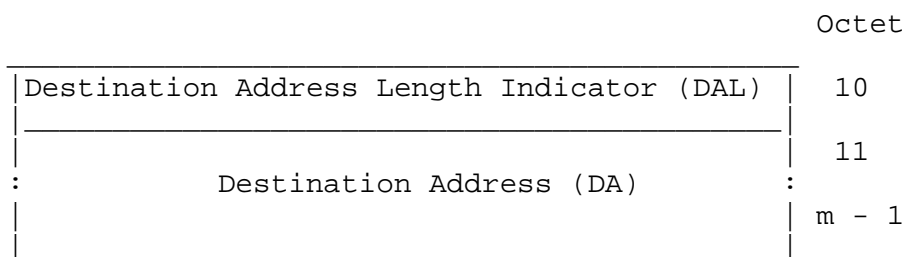 Octet
Destination Address Length Indicator (DAL) 10
11
Destination Address (DA)
m - 1